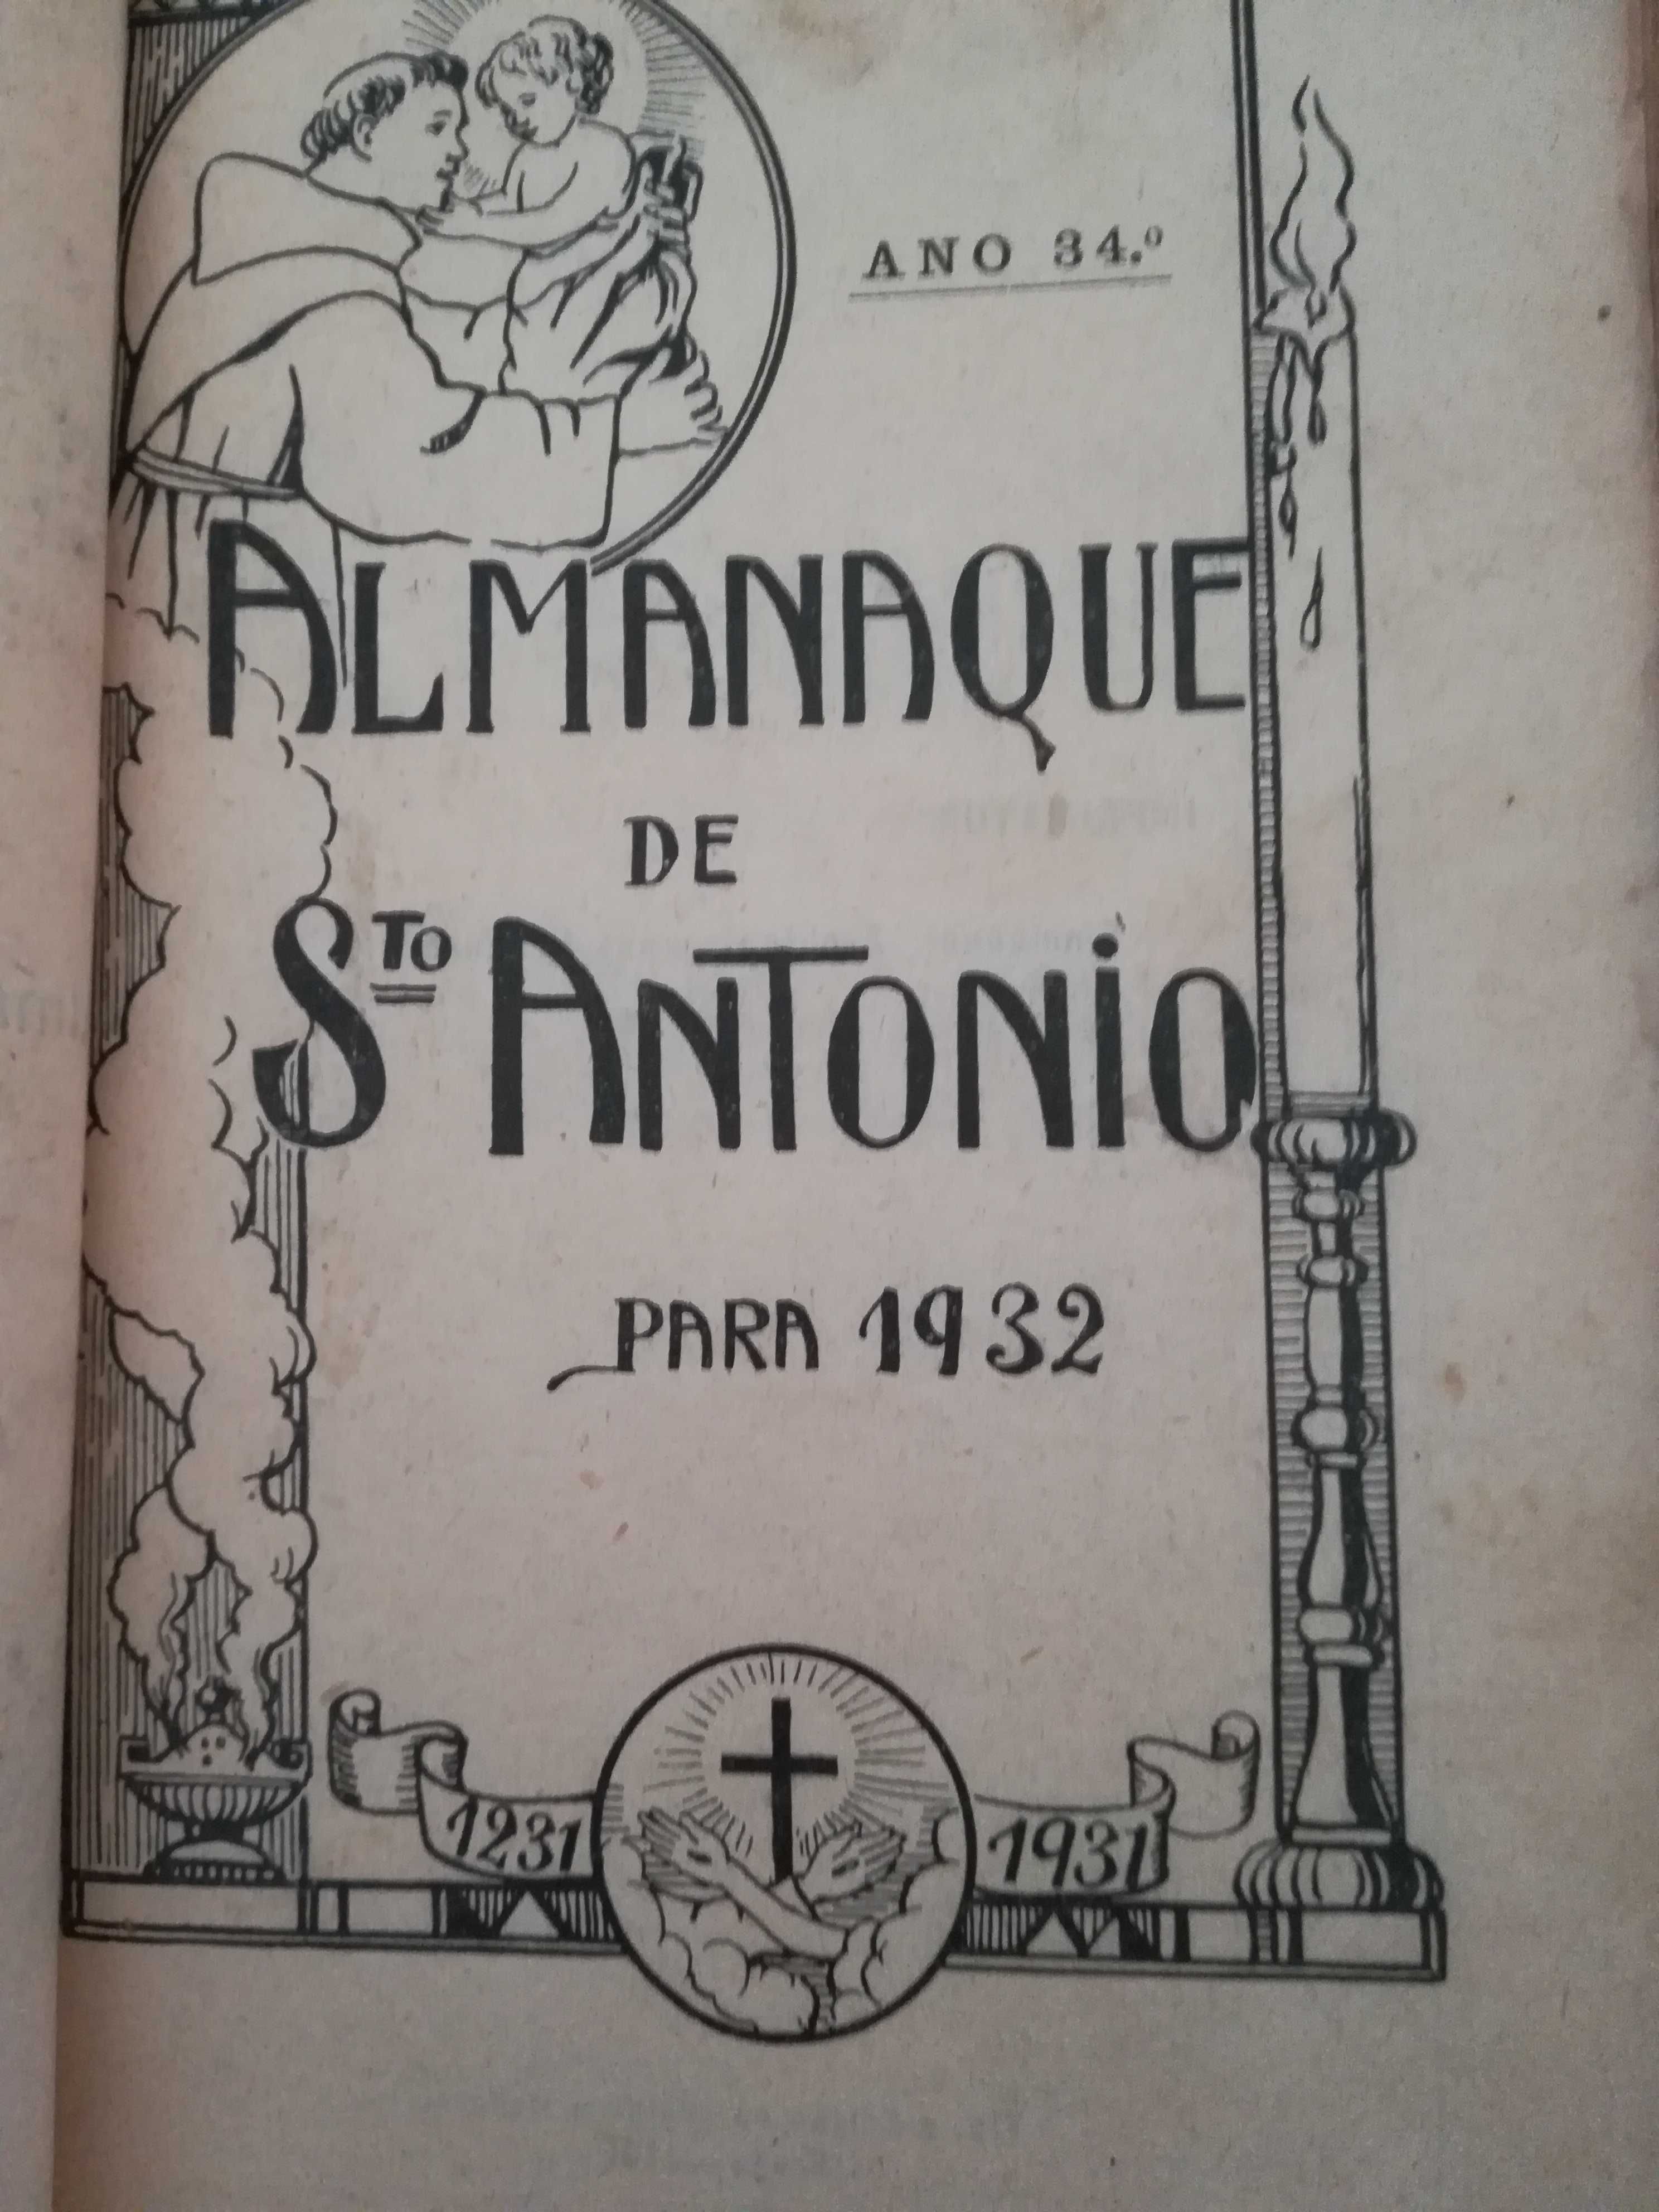 ANO 34.º
ALMANAQUE
DE
STO ANTONIO
PARA 1932
1231 1931